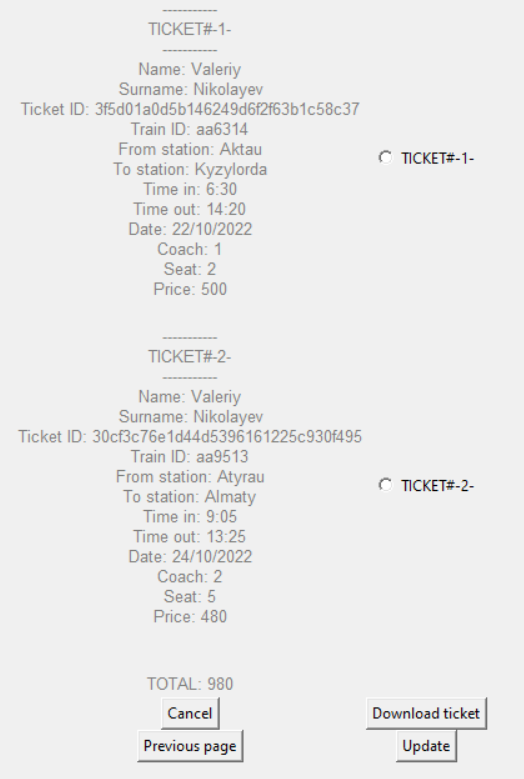 -----------
TICKET#-1-
-----------
Name: Valeriy
Surname: Nikolayev
Ticket ID: 3f5d01a0d5b146249d6f2f63b1c58c37
Train ID: aa6314
From station: Aktau
To station: Kyzylorda
Time in: 6:30
Time out: 14:20
Date: 22/10/2022
Coach: 1
Seat: 2
Price: 500
TICKET#-1-
-----------
TICKET#-2-
-----------
Name: Valeriy
Surname: Nikolayev
Ticket ID: 30cf3c76e1d44d5396161225c930f495
Train ID: aa9513
From station: Atyrau
To station: Almaty
Time in: 9:05
Time out: 13:25
Date: 24/10/2022
Coach: 2
Seat: 5
Price: 480
TICKET#-2-
TOTAL: 980
Cancel
Download ticket
Previous page
Update